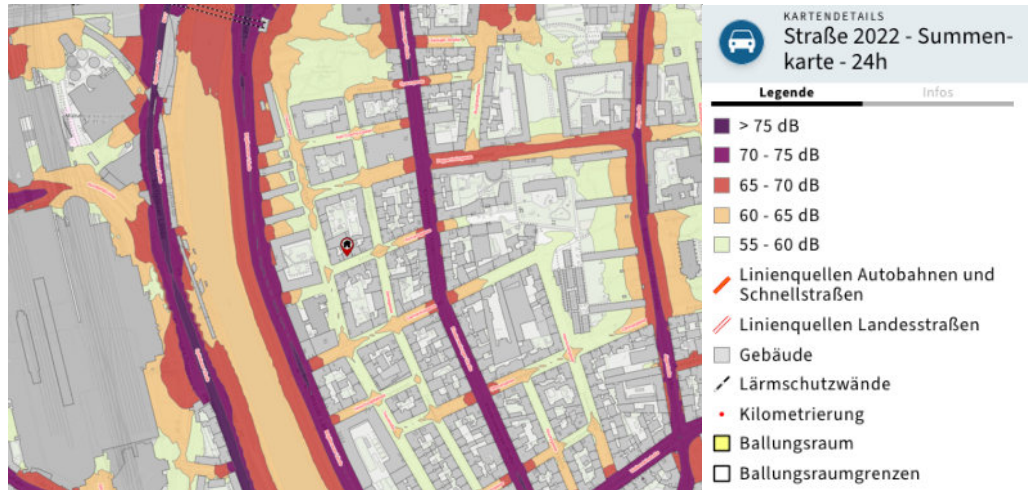 KARTENDETAILS
Straße 2022 - Summen-
karte - 24h
Legende
Infos
> 75 dB
70 - 75 dB
65 - 70 dB
60 - 65 dB
55 - 60 dB
Linienquellen Autobahnen und
Schnellstraßen
Linienquellen Landesstraßen
Gebäude
Lärmschutzwände
Kilometrierung
Ballungsraum
Ballungsraumgrenzen